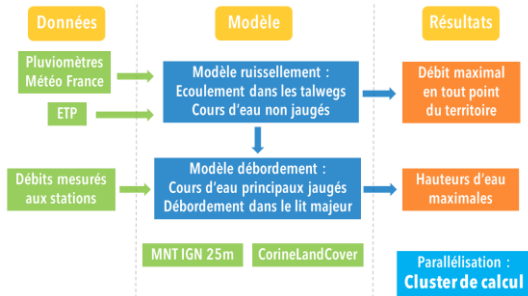 Données
Modèle
Résultats
Pluviomètres
Météo France
ETP
Modèle ruissellement :
Ecoulement dans les talwegs
Cours d'eau non jaugés
Débit maximal
en tout point
du territoire
Débits mesurés
aux stations
Modèle débordement :
Cours d'eau principaux jaugés
Débordement dans le lit majeur
Hauteurs d'eau
maximales
MNT IGN 25m
CorineLandCover
Parallélisation :
Cluster de calcul